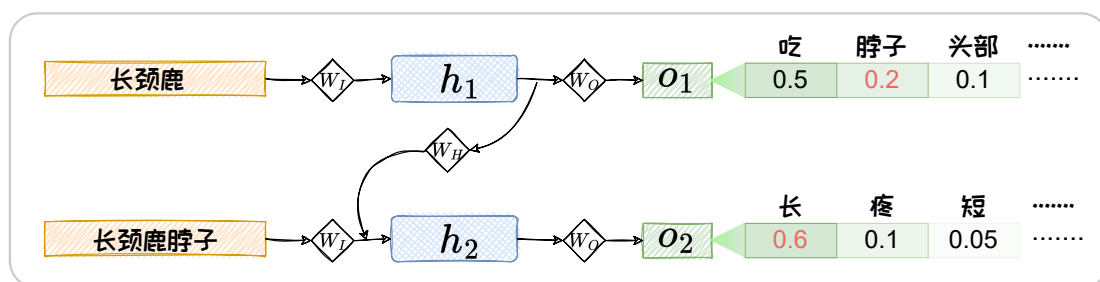 吃 脖子 头部 ·······
长颈鹿 W_I h_1 W_O o_1 0.5 0.2 0.1 ·······
W_H
长 疼 短 ·······
长颈鹿脖子 W_I h_2 W_O o_2 0.6 0.1 0.05 ·······